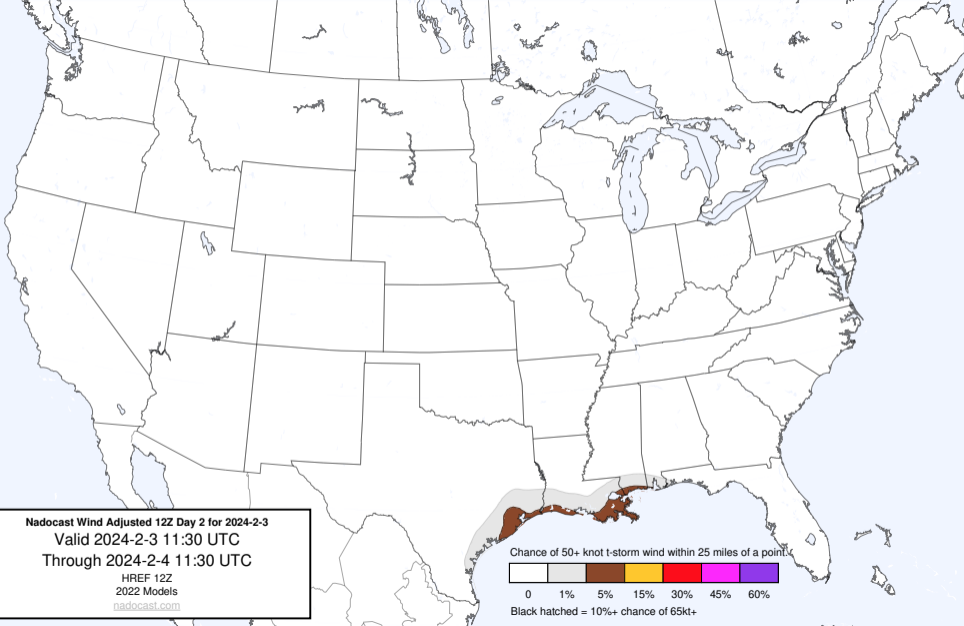 Nadocast Wind Adjusted 12Z Day 2 for 2024-2-3
Valid 2024-2-3 11:30 UTC
Through 2024-2-4 11:30 UTC
HREF 12Z
2022 Models
nadocast.com
Chance of 50+ knot t-storm wind within 25 miles of a point.
0 1% 5% 15% 30% 45% 60%
Black hatched = 10%+ chance of 65kt+